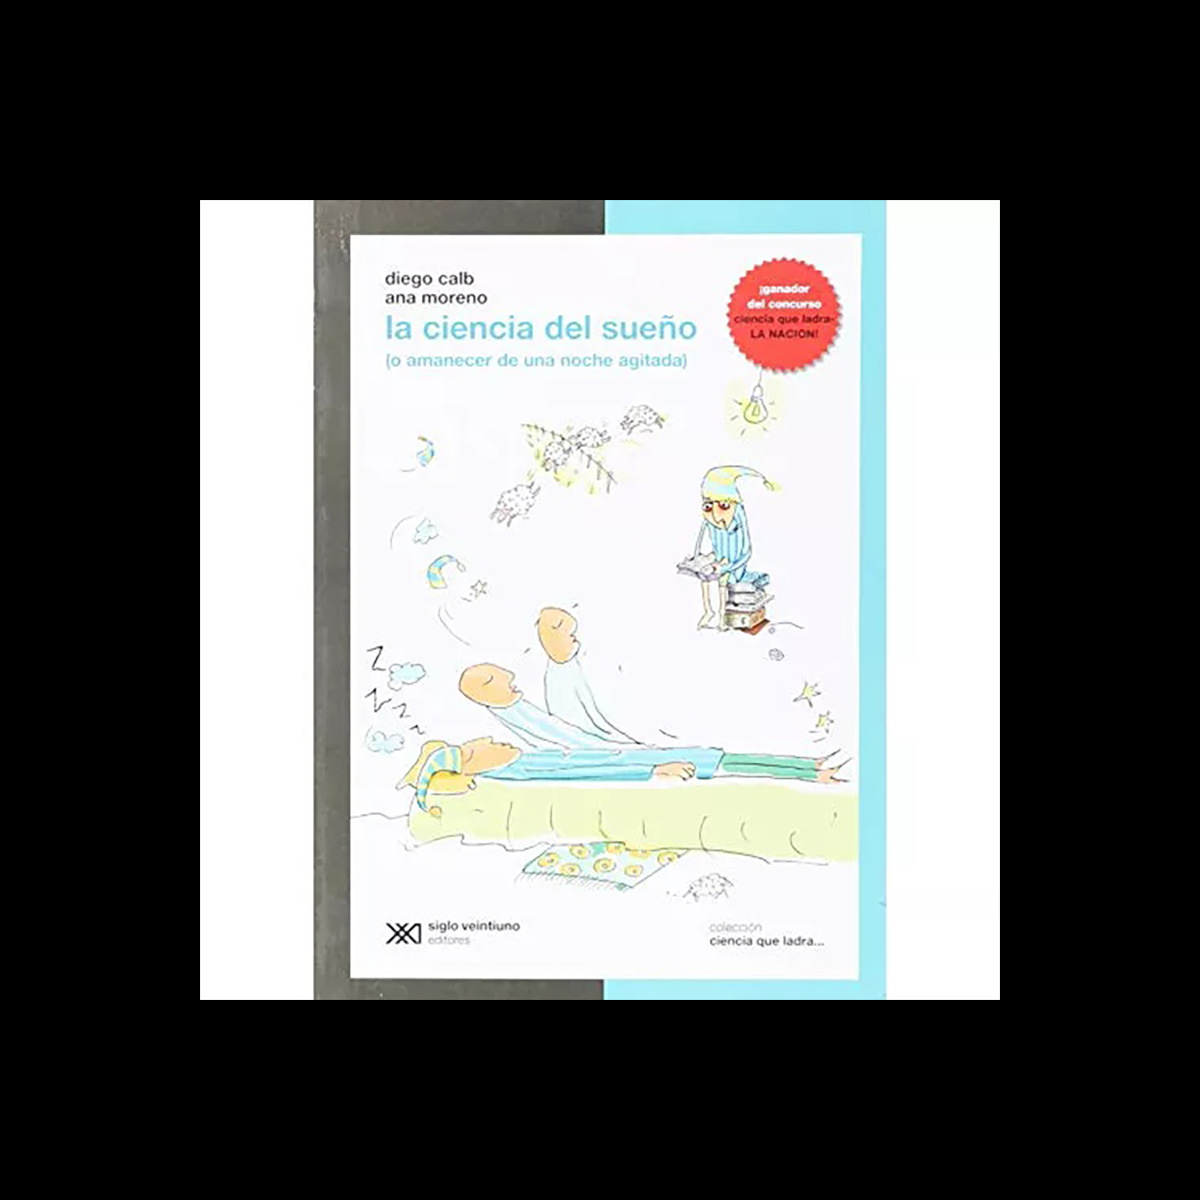 diego calb
ana moreno
la ciencia del sueño
(o amanecer de una noche agitada)
¡ganador
del concurso
ciencia que ladra-
LA NACION!
Z
Z
Z
Z
siglo veintiuno
editores
colección
ciencia que ladra...